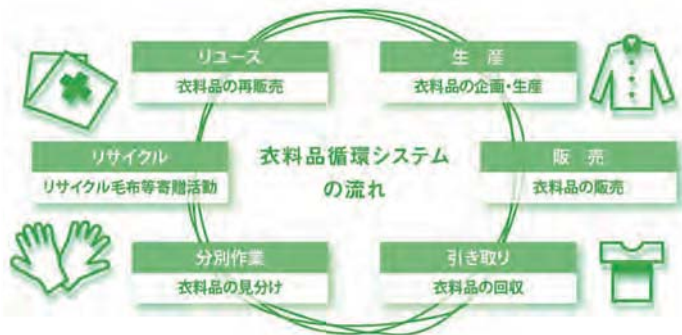 リユース
衣料品の再販売
生　産
衣料品の企画・生産
リサイクル
リサイクル毛布等寄贈活動
衣料品循環システム
の流れ
販　売
衣料品の販売
分別作業
衣料品の見分け
引き取り
衣料品の回収